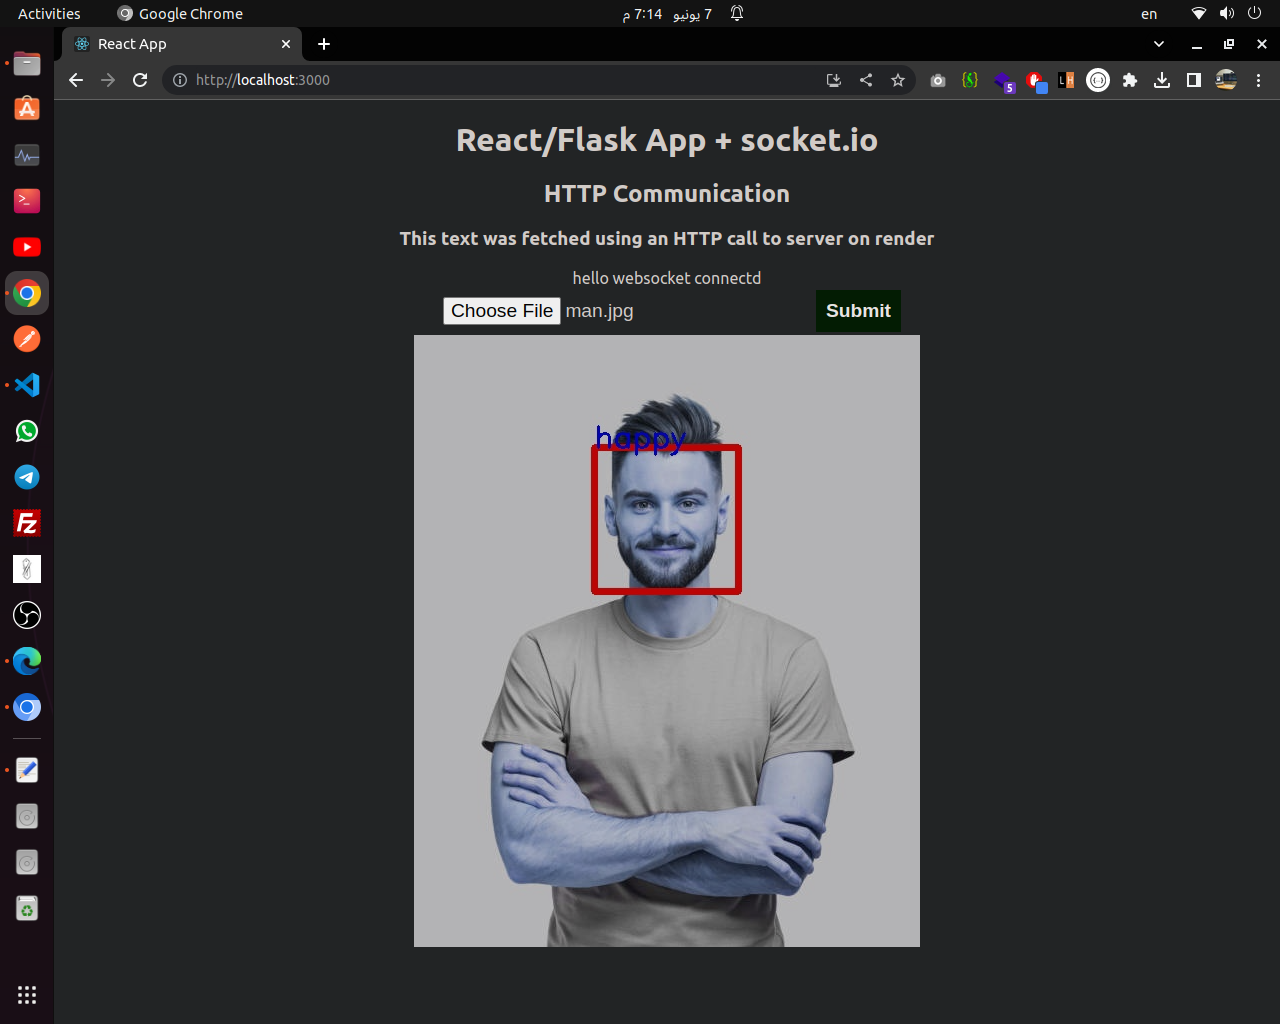 Activities
Google Chrome
7 يونيو 7:14 م
en
React App
http://localhost:3000
5
L H
React/Flask App + socket.io
HTTP Communication
This text was fetched using an HTTP call to server on render
hello websocket connectd
Choose File man.jpg
Submit
happy
Fz